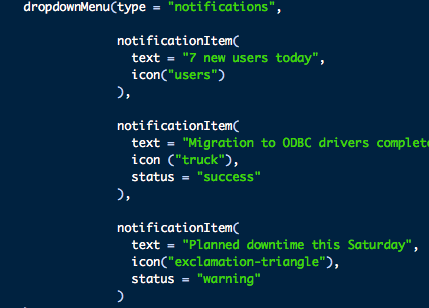 dropdownMenu(type = "notifications",
notificationItem(
text = "7 new users today",
icon("users")
),
notificationItem(
text = "Migration to ODBC drivers complet
icon ("truck"),
status = "success"
),
notificationItem(
text = "Planned downtime this Saturday",
icon("exclamation-triangle"),
status = "warning"
)